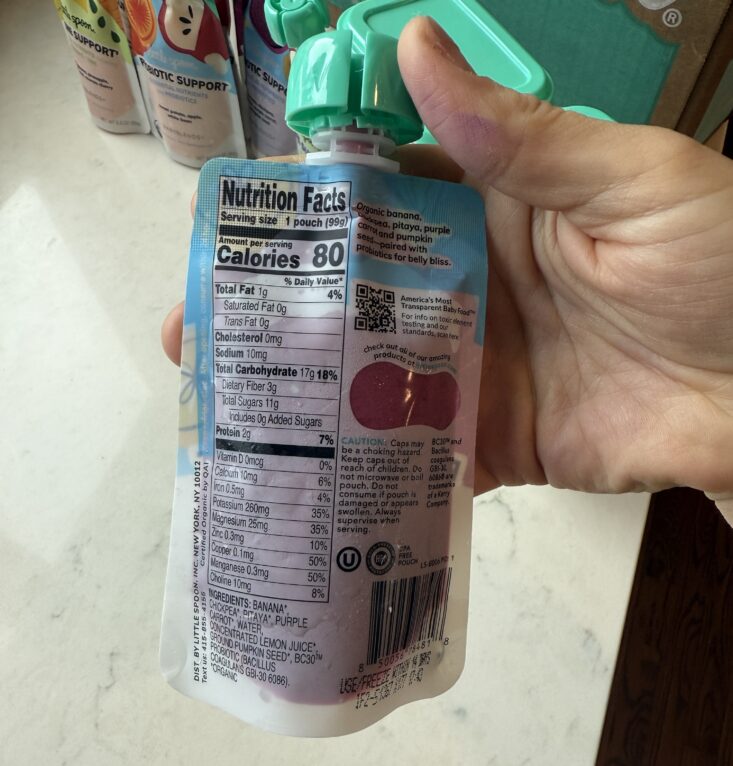 SUPPORT
PROBIOTIC SUPPORT
Nutrition Facts
Serving size 1 pouch (99g)
Amount per serving
Calories 80
% Daily Value*
Total Fat 1g 4%
Saturated Fat 0g
Trans Fat 0g
Cholesterol 0mg
Sodium 10mg
Total Carbohydrate 17g 18%
Dietary Fiber 3g
Total Sugars 11g
Includes 0g Added Sugars
Protein 2g 7%
Vitamin D 0mcg 0%
Calcium 10mg 6%
Iron 0.5mg 4%
Potassium 260mg 35%
Magnesium 25mg 35%
Zinc 0.3mg 10%
Copper 0.1mg 50%
Manganese 0.3mg 50%
Choline 10mg 8%
INGREDIENTS: BANANA*,
CHICKPEA*, PITAYA*, PURPLE
CARROT*, WATER,
CONCENTRATED LEMON JUICE*,
GROUND PUMPKIN SEED*, BC30™
PROBIOTIC (BACILLUS
COAGULANS GBI-30 6086).
*ORGANIC
DIST. BY LITTLE SPOON, INC. NEW YORK, NY 10012
Text us: 415-855-4156 Certified Organic by QAI
Organic banana,
chickpea, pitaya, purple
carrot and pumpkin
seed—paired with
probiotics for belly bliss.
America's Most
Transparent Baby Food™
For info on toxic element
testing and our
standards, scan here
check out all of our amazing
products at
CAUTION: Caps may
be a choking hazard.
Keep caps out of
reach of children. Do
not microwave or boil
pouch. Do not
consume if pouch is
damaged or appears
swollen. Always
supervise when
serving.
BC30™ and
Bacillus
coagulans
GBI-30
6086® are
trademarks
of a Kerry
Company.
U
BPA
FREE
POUCH
USE/FREEZE WITHIN 14 DAYS
®